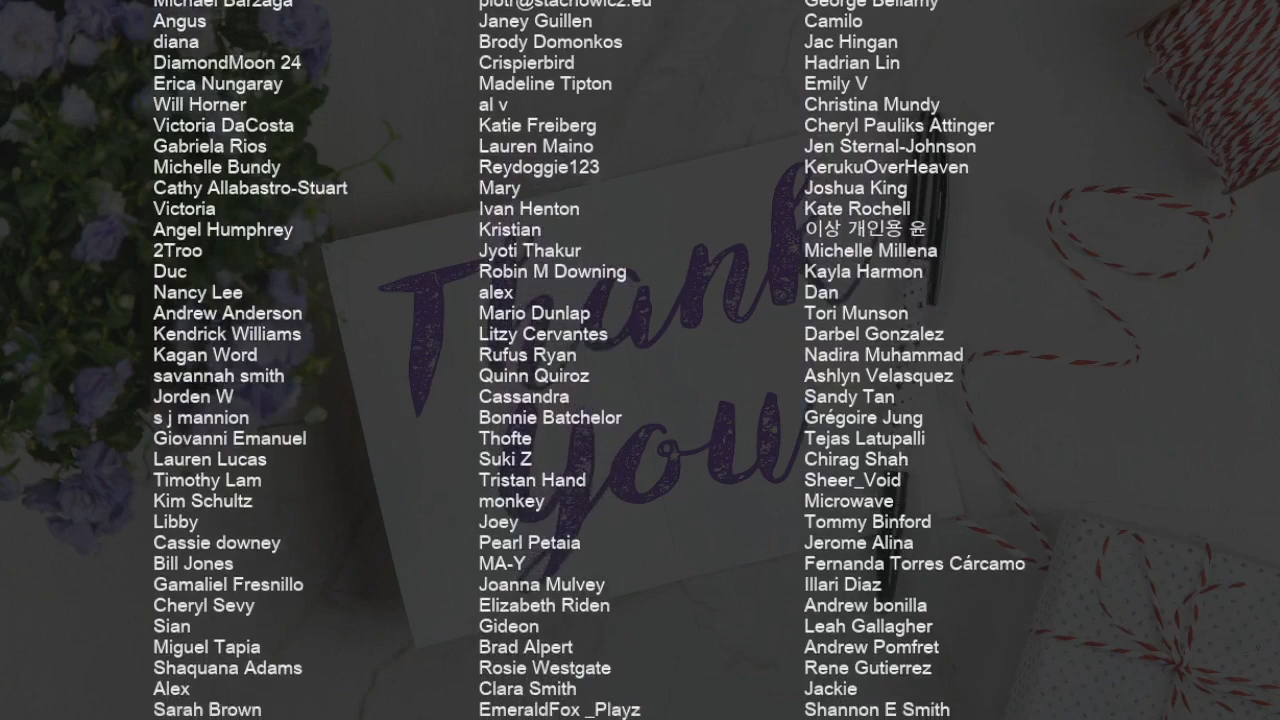 Michael Barzaga
Angus
diana
DiamondMoon 24
Erica Nungaray
Will Horner
Victoria DaCosta
Gabriela Rios
Michelle Bundy
Cathy Allabastro-Stuart
Victoria
Angel Humphrey
2Troo
Duc
Nancy Lee
Andrew Anderson
Kendrick Williams
Kagan Word
savannah smith
Jorden W
s j mannion
Giovanni Emanuel
Lauren Lucas
Timothy Lam
Kim Schultz
Libby
Cassie downey
Bill Jones
Gamaliel Fresnillo
Cheryl Sevy
Sian
Miguel Tapia
Shaquana Adams
Alex
Sarah Brown
piotr@stachowicz.eu
Janey Guillen
Brody Domonkos
Crispierbird
Madeline Tipton
al v
Katie Freiberg
Lauren Maino
Reydoggie123
Mary
Ivan Henton
Kristian
Jyoti Thakur
Robin M Downing
alex
Mario Dunlap
Litzy Cervantes
Rufus Ryan
Quinn Quiroz
Cassandra
Bonnie Batchelor
Thofte
Suki Z
Tristan Hand
monkey
Joey
Pearl Petaia
MA-Y
Joanna Mulvey
Elizabeth Riden
Gideon
Brad Alpert
Rosie Westgate
Clara Smith
EmeraldFox _Playz
George Bellamy
Camilo
Jac Hingan
Hadrian Lin
Emily V
Christina Mundy
Cheryl Pauliks Attinger
Jen Sternal-Johnson
KerukuOverHeaven
Joshua King
Kate Rochell
이상 개인용 윤
Michelle Millena
Kayla Harmon
Dan
Tori Munson
Darbel Gonzalez
Nadira Muhammad
Ashlyn Velasquez
Sandy Tan
Grégoire Jung
Tejas Latupalli
Chirag Shah
Sheer_Void
Microwave
Tommy Binford
Jerome Alina
Fernanda Torres Cárcamo
Illari Diaz
Andrew bonilla
Leah Gallagher
Andrew Pomfret
Rene Gutierrez
Jackie
Shannon E Smith
Thank
you